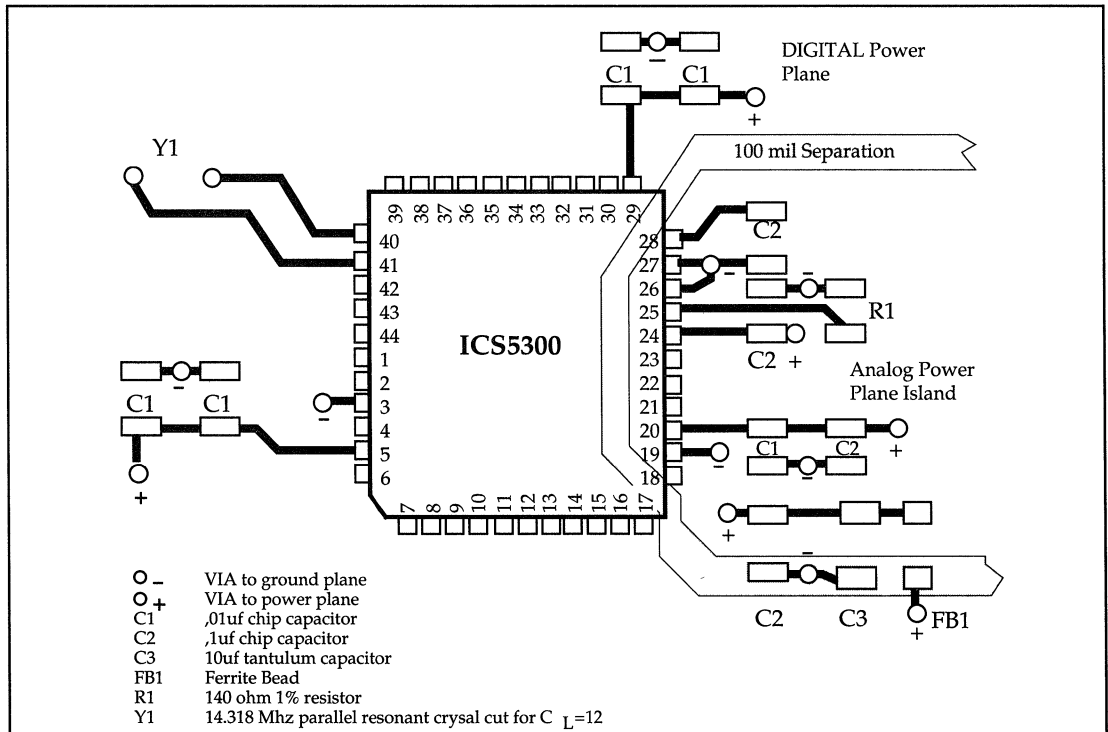 DIGITAL Power
Plane
C1 C1
+
−
100 mil Separation
Y1
39 38 37 36 35 34 33 32 31 30 29
40
41
42
43
44
1
2
3
4
5
6
ICS5300
28
27
26
25
24
23
22
21
20
19
18
C2
−
−
R1
C2 +
Analog Power
Plane Island
C1 C2 +
−
−
+
−
C2 C3 FB1
+
−
C1 C1
−
+
7 8 9 10 11 12 13 14 15 16 17
− VIA to ground plane
+ VIA to power plane
C1 ,01uf chip capacitor
C2 ,1uf chip capacitor
C3 10uf tantulum capacitor
FB1 Ferrite Bead
R1 140 ohm 1% resistor
Y1 14.318 Mhz parallel resonant crysal cut for C L=12